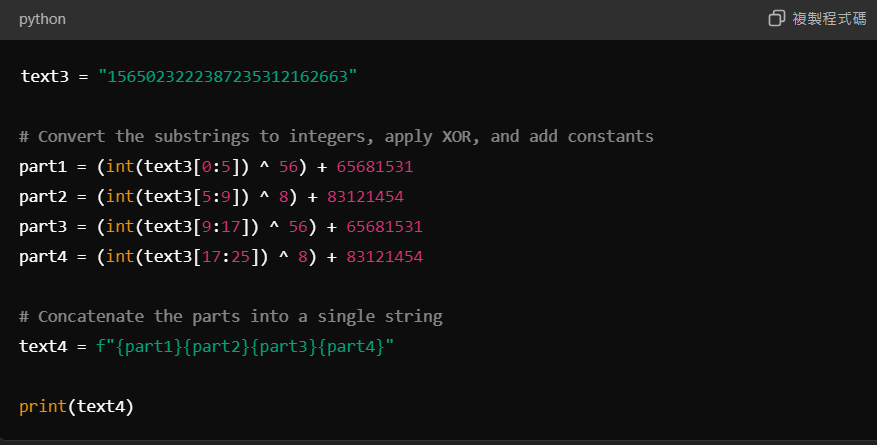 python
複製程式碼
text3 = "1565023222387235312162663"
# Convert the substrings to integers, apply XOR, and add constants
part1 = (int(text3[0:5]) ^ 56) + 65681531
part2 = (int(text3[5:9]) ^ 8) + 83121454
part3 = (int(text3[9:17]) ^ 56) + 65681531
part4 = (int(text3[17:25]) ^ 8) + 83121454
# Concatenate the parts into a single string
text4 = f"{part1}{part2}{part3}{part4}"
print(text4)